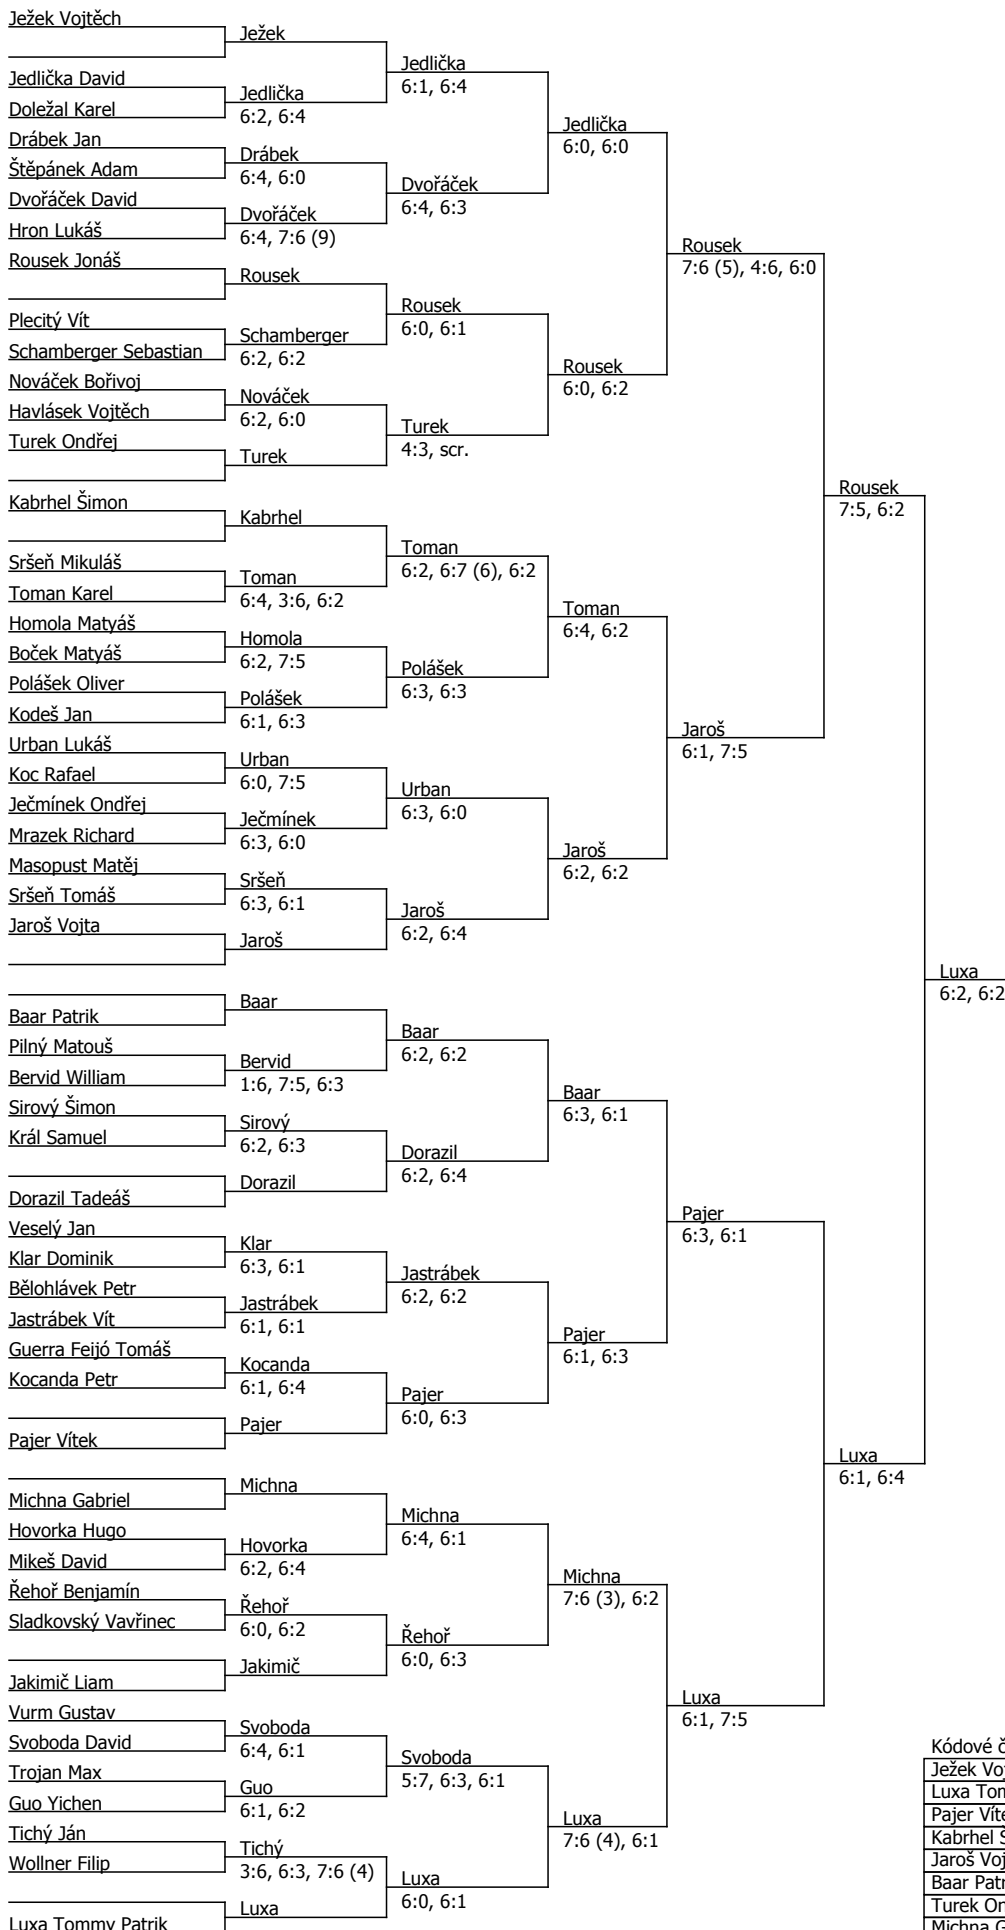 Ježek Vojtěch
Jedlička David
Doležal Karel
Drábek Jan
Štěpánek Adam
Dvořáček David
Hron Lukáš
Rousek Jonáš
Plecitý Vít
Schamberger Sebastian
Nováček Bořivoj
Havlásek Vojtěch
Turek Ondřej
Kabrhel Šimon
Sršeň Mikuláš
Toman Karel
Homola Matyáš
Boček Matyáš
Polášek Oliver
Kodeš Jan
Urban Lukáš
Koc Rafael
Ječmínek Ondřej
Mrazek Richard
Masopust Matěj
Sršeň Tomáš
Jaroš Vojta
Baar Patrik
Pilný Matouš
Bervid William
Sirový Šimon
Král Samuel
Dorazil Tadeáš
Veselý Jan
Klar Dominik
Bělohlávek Petr
Jastrábek Vít
Guerra Feijó Tomáš
Kocanda Petr
Pajer Vítek
Michna Gabriel
Hovorka Hugo
Mikeš David
Řehoř Benjamín
Sladkovský Vavřinec
Jakimič Liam
Vurm Gustav
Svoboda David
Trojan Max
Guo Yichen
Tichý Ján
Wollner Filip
Luxa Tommy Patrik
Ježek
Jedlička
6:2, 6:4
Drábek
6:4, 6:0
Dvořáček
6:4, 7:6 (9)
Rousek
Schamberger
6:2, 6:2
Nováček
6:2, 6:0
Turek
Kabrhel
Toman
6:4, 3:6, 6:2
Homola
6:2, 7:5
Polášek
6:1, 6:3
Urban
6:0, 7:5
Ječmínek
6:3, 6:0
Sršeň
6:3, 6:1
Jaroš
Baar
Bervid
1:6, 7:5, 6:3
Sirový
6:2, 6:3
Dorazil
Klar
6:3, 6:1
Jastrábek
6:1, 6:1
Kocanda
6:1, 6:4
Pajer
Michna
Hovorka
6:2, 6:4
Řehoř
6:0, 6:2
Jakimič
Svoboda
6:4, 6:1
Guo
6:1, 6:2
Tichý
3:6, 6:3, 7:6 (4)
Luxa
Jedlička
6:1, 6:4
Dvořáček
6:4, 6:3
Rousek
6:0, 6:1
Turek
4:3, scr.
Toman
6:2, 6:7 (6), 6:2
Polášek
6:3, 6:3
Urban
6:3, 6:0
Jaroš
6:2, 6:4
Baar
6:2, 6:2
Dorazil
6:2, 6:4
Jastrábek
6:2, 6:2
Pajer
6:0, 6:3
Michna
6:4, 6:1
Řehoř
6:0, 6:3
Svoboda
5:7, 6:3, 6:1
Luxa
6:0, 6:1
Jedlička
6:0, 6:0
Rousek
6:0, 6:2
Toman
6:4, 6:2
Jaroš
6:2, 6:2
Baar
6:3, 6:1
Pajer
6:1, 6:3
Michna
7:6 (3), 6:2
Luxa
7:6 (4), 6:1
Rousek
7:6 (5), 4:6, 6:0
Jaroš
6:1, 7:5
Pajer
6:3, 6:1
Luxa
6:1, 7:5
Rousek
7:5, 6:2
Luxa
6:1, 6:4
Luxa
6:2, 6:2
Kódové č
Ježek Voj
Luxa Tom
Pajer Víte
Kabrhel Š
Jaroš Voj
Baar Patr
Turek On
Michna G